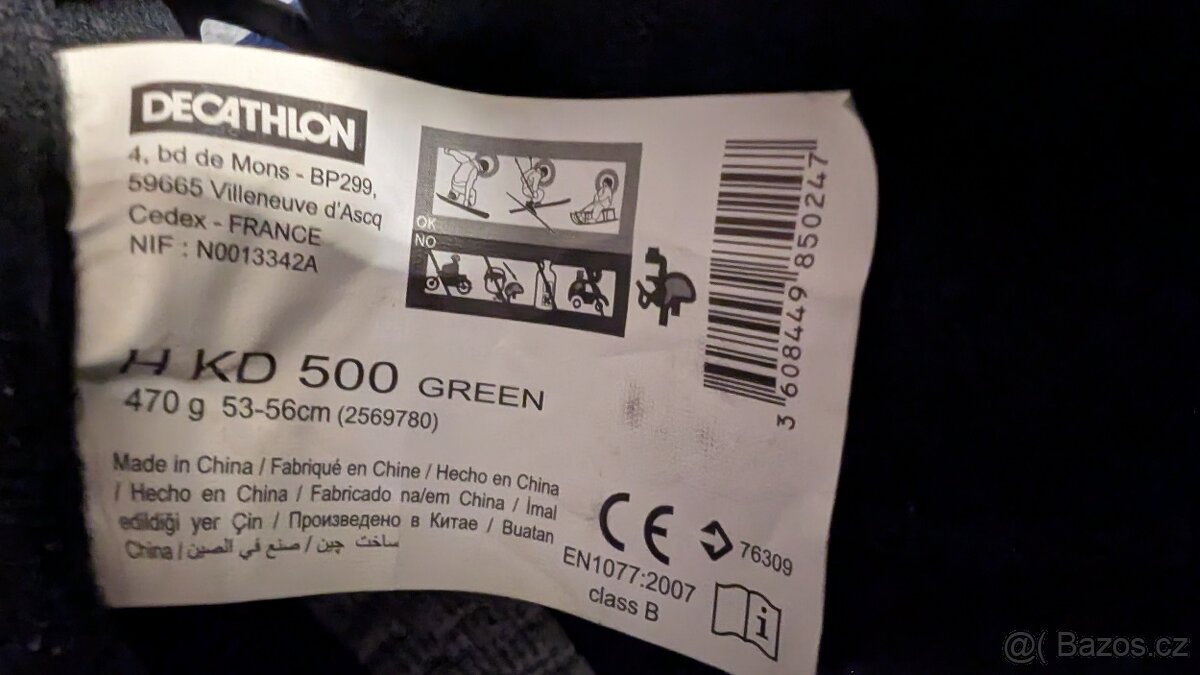 DECATHLON
4, bd de Mons - BP299,
59665 Villeneuve d'Ascq
Cedex - FRANCE
NIF : N0013342A
OK
NO
3 608449 850247
H KD 500 GREEN
470 g 53-56cm (2569780)
Made in China / Fabriqué en Chine / Hecho en China
/ Hecho en China / Fabricado na/em China / İmal
edildiği yer Çin / Произведено в Китае / Buatan
China / صنع في الصين / ساخت چین
CE
76309
EN1077:2007
class B
i
@( Bazos.cz